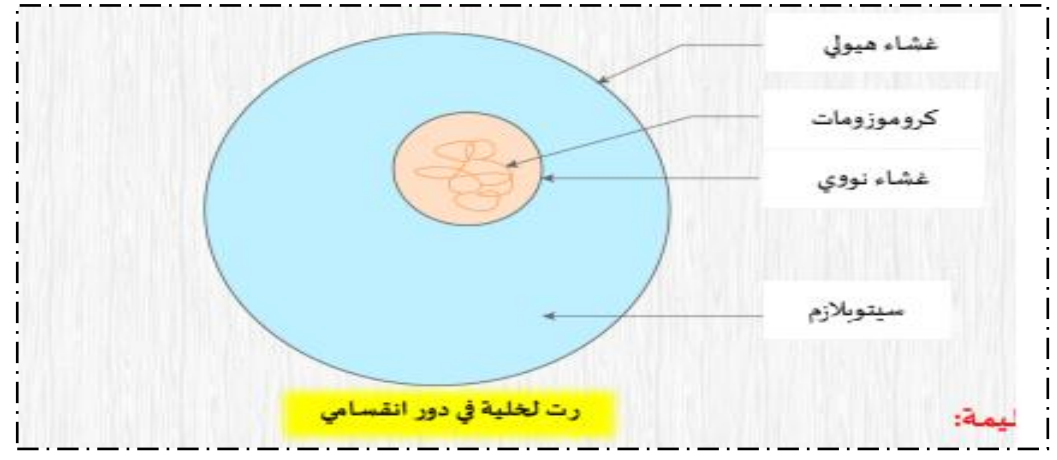 غشاء هيولي
كروموزومات
غشاء نووي
سيتوبلازم
رت لخلية في دور انقسامي
ليمة: